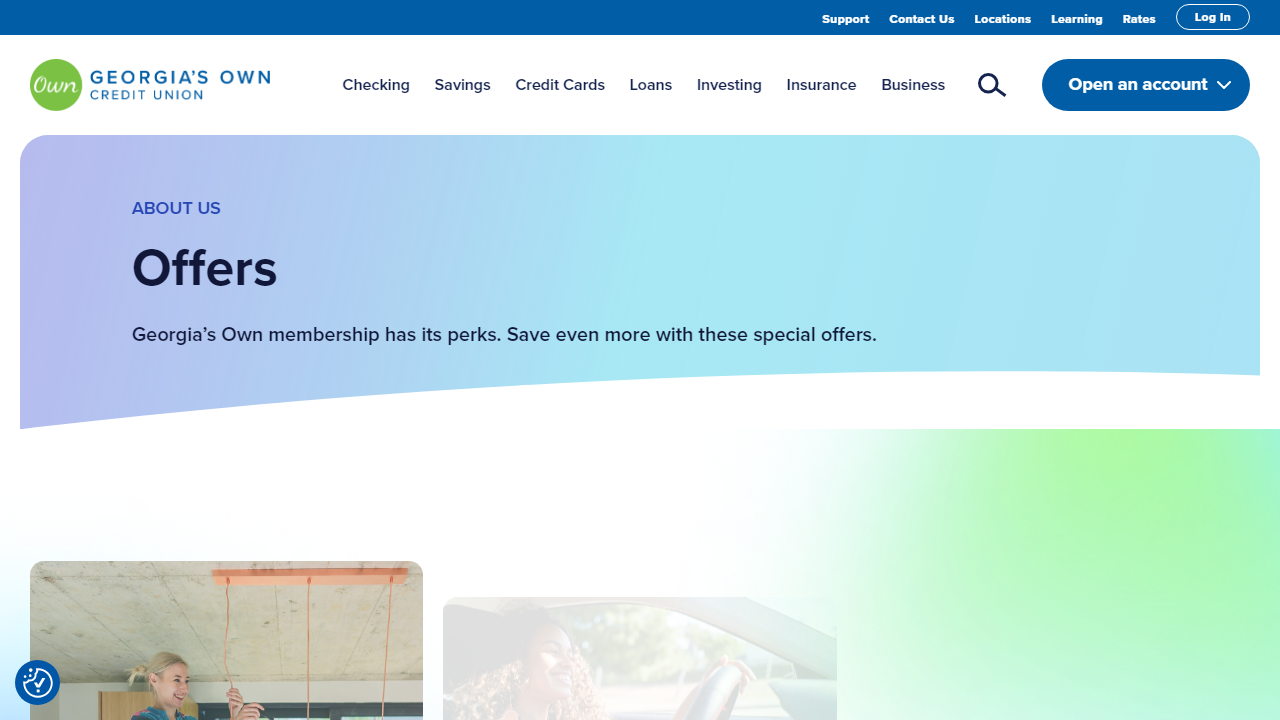 Support Contact Us Locations Learning Rates Log In
Own GEORGIA'S OWN
CREDIT UNION
Checking Savings Credit Cards Loans Investing Insurance Business
Open an account
ABOUT US
Offers
Georgia’s Own membership has its perks. Save even more with these special offers.